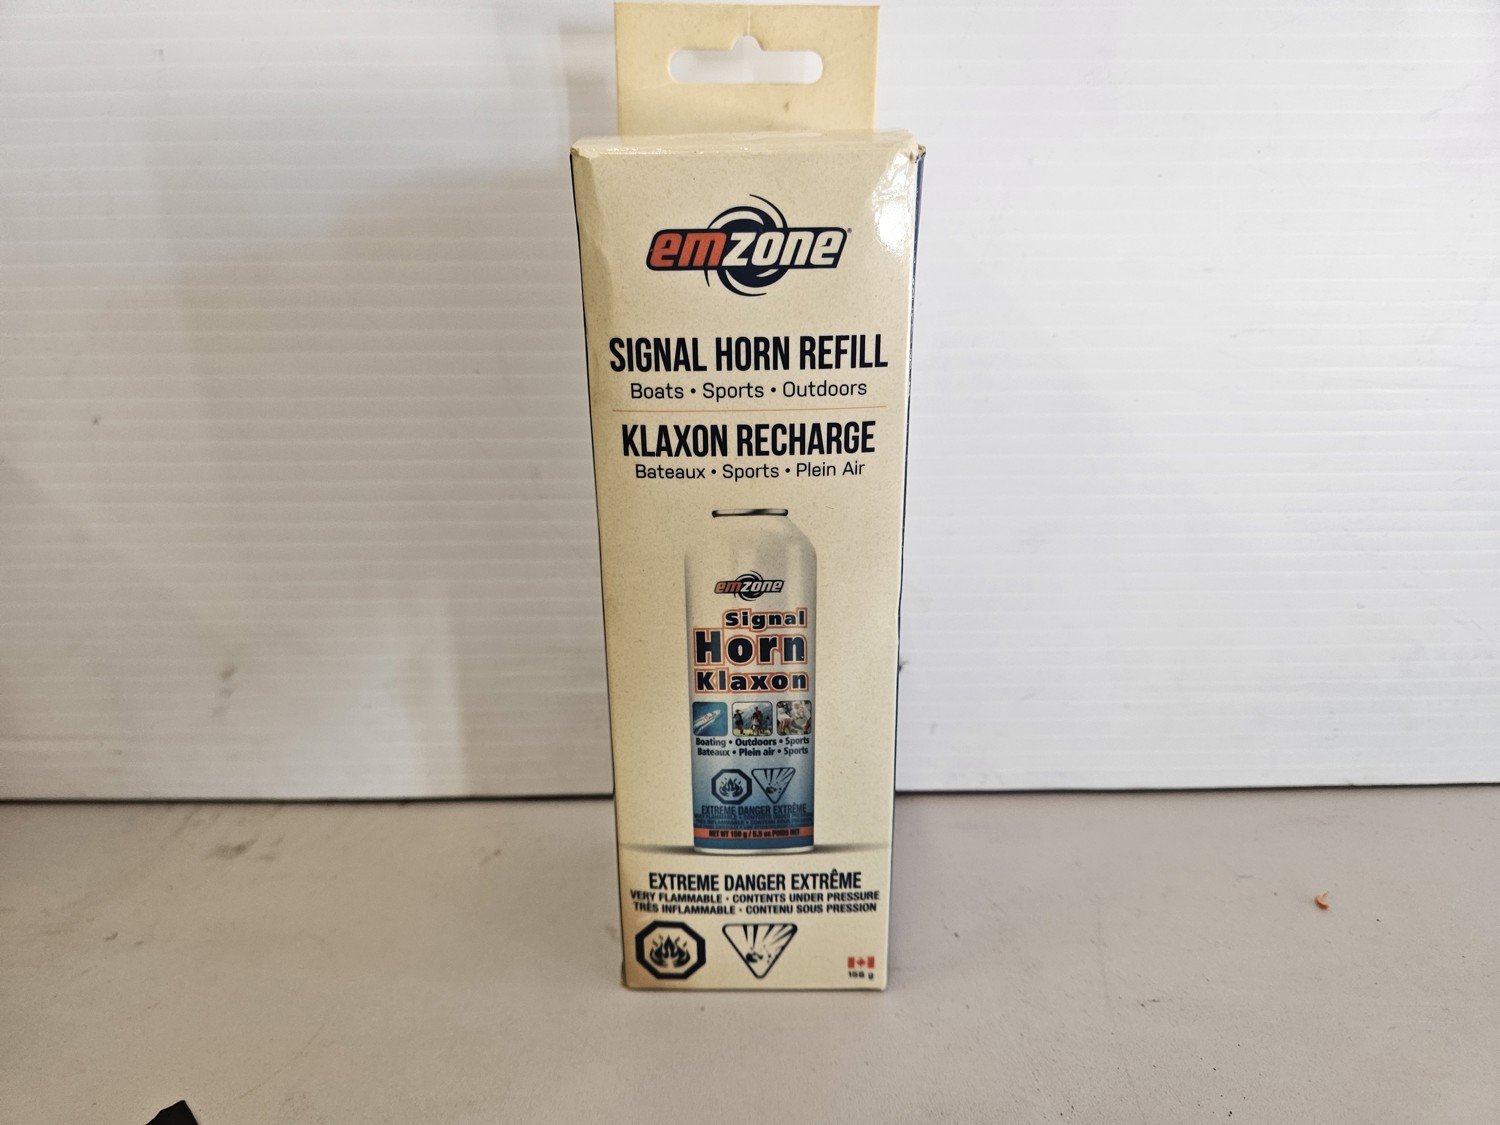 emzone
SIGNAL HORN REFILL
Boats • Sports • Outdoors
KLAXON RECHARGE
Bateaux • Sports • Plein Air
emzone
Signal
Horn
Klaxon
Boating • Outdoors • Sports
Bateaux • Plein air • Sports
EXTREME DANGER EXTRÊME
EXTREME DANGER EXTRÊME
VERY FLAMMABLE · CONTENTS UNDER PRESSURE
TRÈS INFLAMMABLE · CONTENU SOUS PRESSION